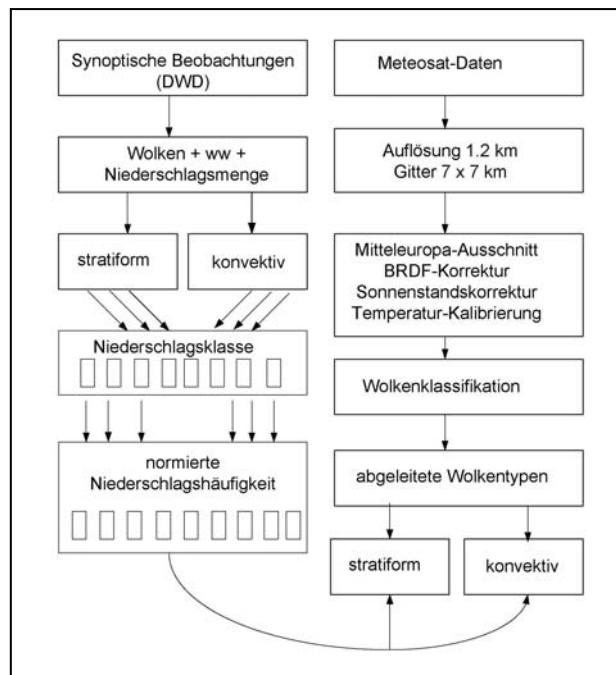 Synoptische Beobachtungen
(DWD)
Wolken + ww +
Niederschlagsmenge
stratiform
konvektiv
Niederschlagsklasse
normierte
Niederschlagshäufigkeit
Meteosat-Daten
Auflösung 1.2 km
Gitter 7 x 7 km
Mitteleuropa-Ausschnitt
BRDF-Korrektur
Sonnenstandskorrektur
Temperatur-Kalibrierung
Wolkenklassifikation
abgeleitete Wolkentypen
stratiform
konvektiv